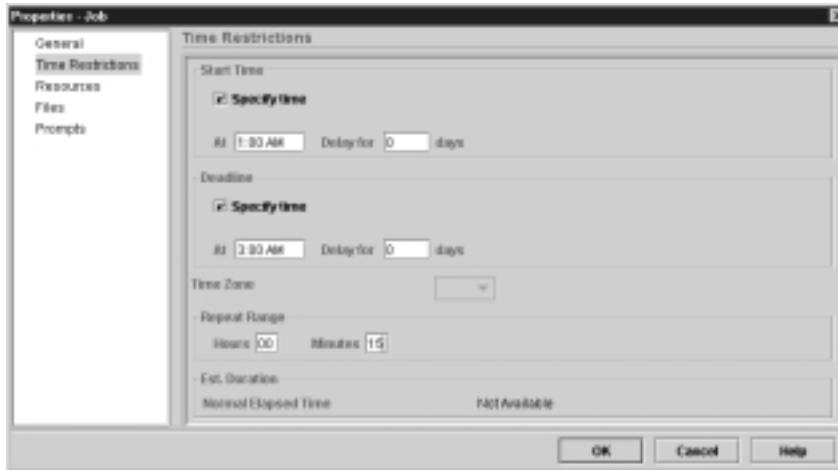 Properties - Job
General
Time Restrictions
Resources
Files
Prompts
Time Restrictions
Start Time
Specify time
At 1:00 AM Delay for 0 days
Deadline
Specify time
At 3:00 AM Delay for 0 days
Time Zone
Repeat Range
Hours 00 Minutes 15
Est. Duration
Normal Elapsed Time Not Available
OK Cancel Help